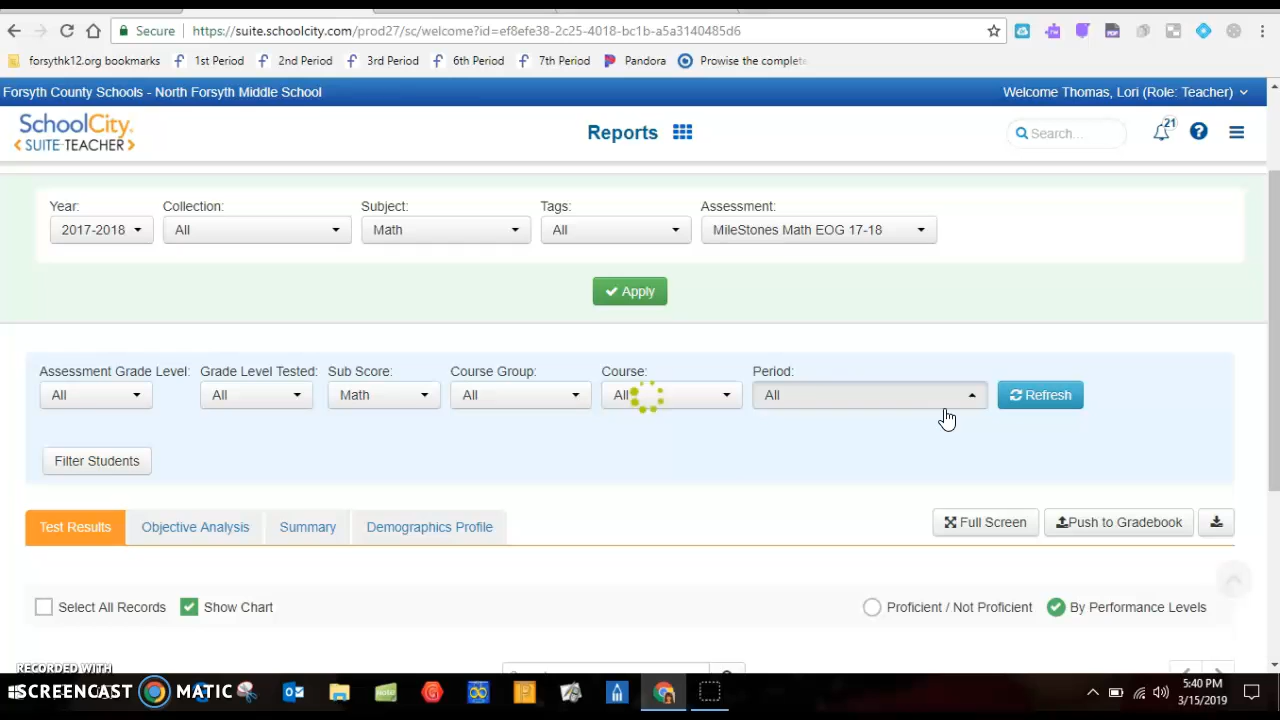 Secure
https://suite.schoolcity.com/prod27/sc/welcome?id=ef8efe38-2c25-4018-bc1b-a5a3140485d6
forsythk12.org bookmarks 1st Period 2nd Period 3rd Period 6th Period 7th Period Pandora Prowise the complete
Forsyth County Schools - North Forsyth Middle School Welcome Thomas, Lori (Role: Teacher)
SchoolCity
SUITE TEACHER
Reports
Search...
21
Year: Collection: Subject: Tags: Assessment:
2017-2018 All Math All MileStones Math EOG 17-18
Apply
Assessment Grade Level: Grade Level Tested: Sub Score: Course Group: Course: Period:
All All Math All All All Refresh
Filter Students
Test Results Objective Analysis Summary Demographics Profile Full Screen Push to Gradebook
Select All Records Show Chart Proficient / Not Proficient By Performance Levels
RECORDED WITH
SCREENCAST MATIC
5:40 PM
3/15/2019